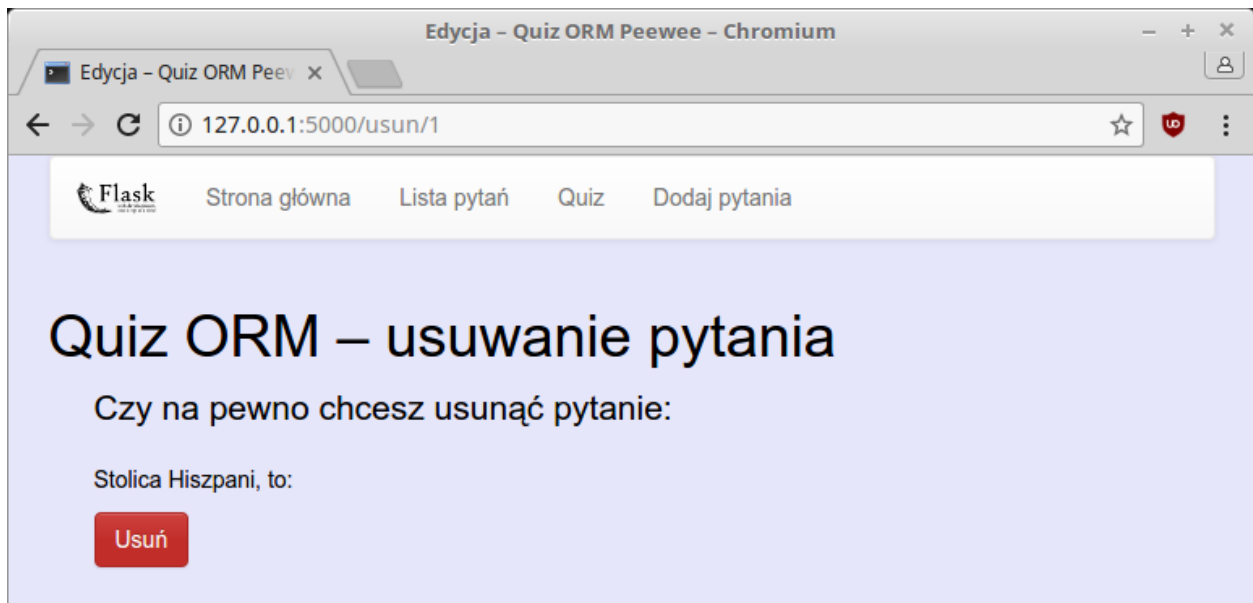 Edycja – Quiz ORM Peewee – Chromium
Edycja – Quiz ORM Peew
127.0.0.1:5000/usun/1
Flask Strona główna Lista pytań Quiz Dodaj pytania
Quiz ORM – usuwanie pytania
Czy na pewno chcesz usunąć pytanie:
Stolica Hiszpani, to:
Usuń